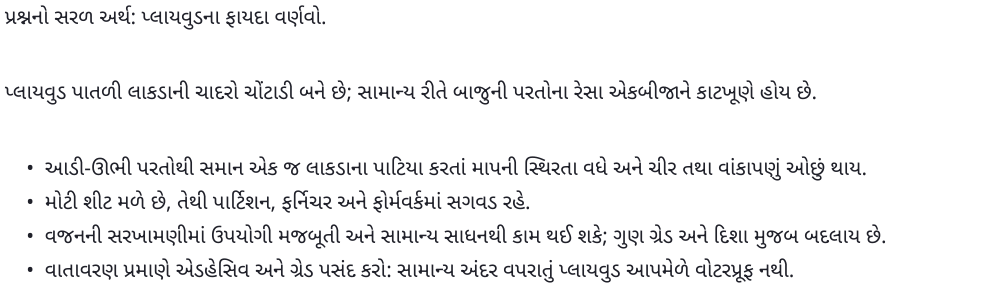 પ્રશ્નનો સરળ અર્થ: પ્લાયવુડના ફાયદા વર્ણવો.
પ્લાયવુડ પાતળી લાકડાની ચાદરો ચોંટાડી બને છે; સામાન્ય રીતે બાજુની પરતોના રેસા એકબીજાને કાટખૂણે હોય છે.
• આડી-ઊભી પરતોથી સમાન એક જ લાકડાના પાટિયા કરતાં માપની સ્થિરતા વધે અને ચીર તથા વાંકાપણું ઓછું થાય.
• મોટી શીટ મળે છે, તેથી પાર્ટિશન, ફર્નિચર અને ફોર્મવર્કમાં સગવડ રહે.
• વજનની સરખામણીમાં ઉપયોગી મજબૂતી અને સામાન્ય સાધનથી કામ થઈ શકે; ગુણ ગ્રેડ અને દિશા મુજબ બદલાય છે.
• વાતાવરણ પ્રમાણે એડહેસિવ અને ગ્રેડ પસંદ કરો: સામાન્ય અંદર વપરાતું પ્લાયવુડ આપમેળે વોટરપ્રૂફ નથી.